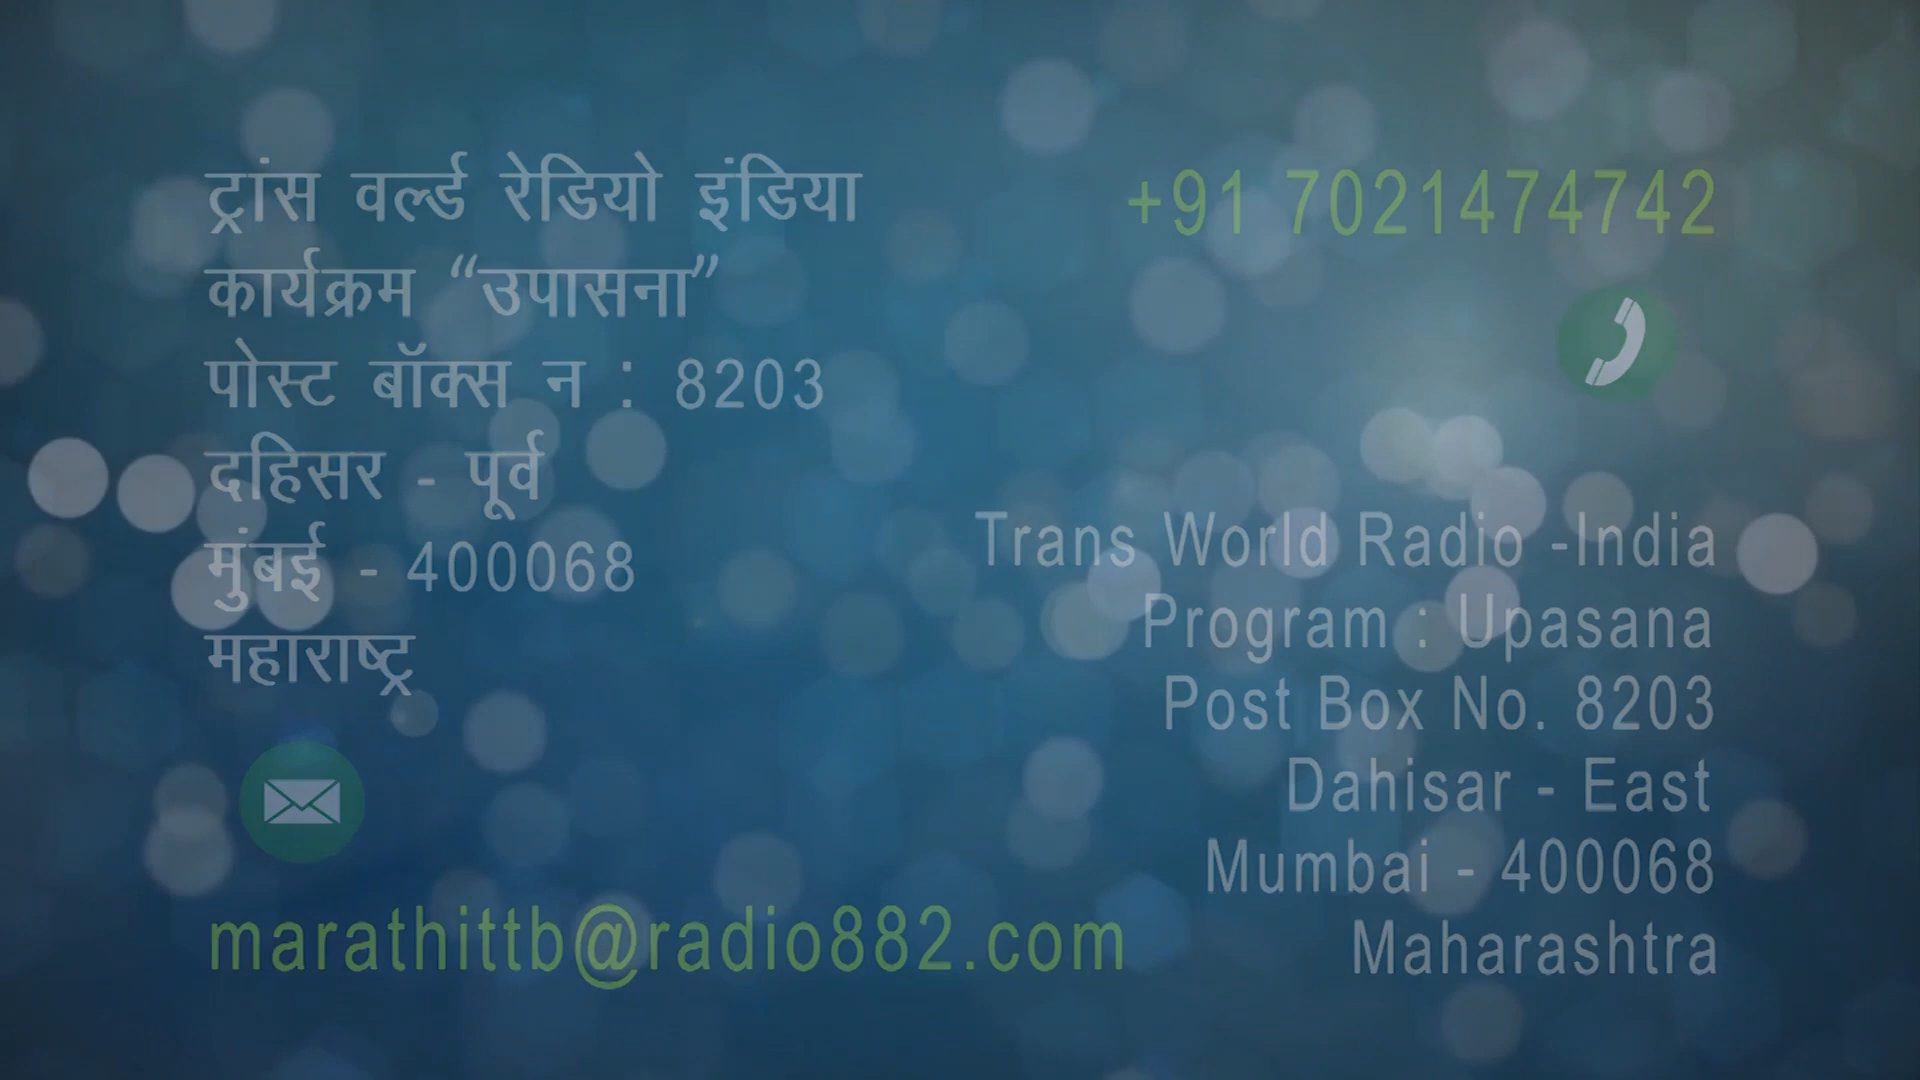 ट्रांस वर्ल्ड रेडियो इंडिया
कार्यक्रम “उपासना”
पोस्ट बॉक्स न : 8203
दहिसर - पूर्व
मुंबई - 400068
महाराष्ट्र
marathittb@radio882.com
+91 7021474742
Trans World Radio -India
Program : Upasana
Post Box No. 8203
Dahisar - East
Mumbai - 400068
Maharashtra